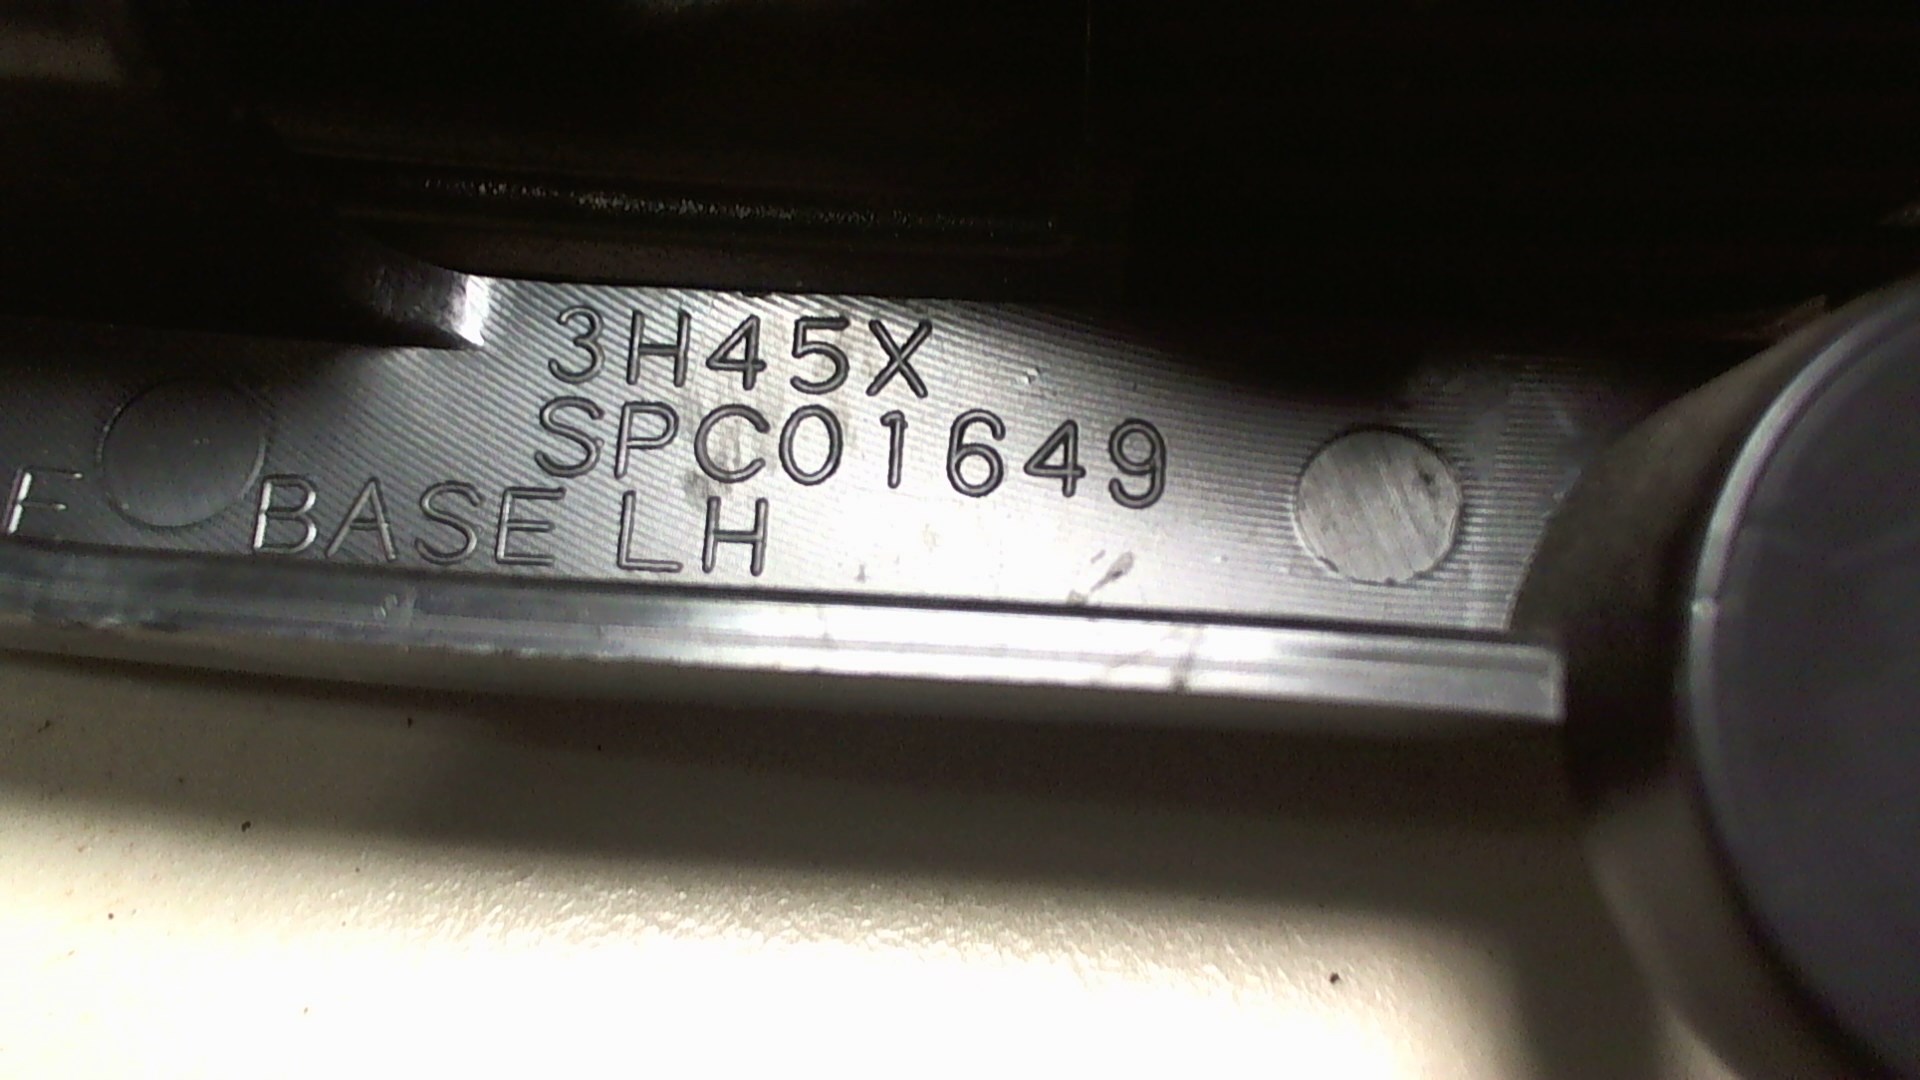 3H45X
SPC01649
BASE LH